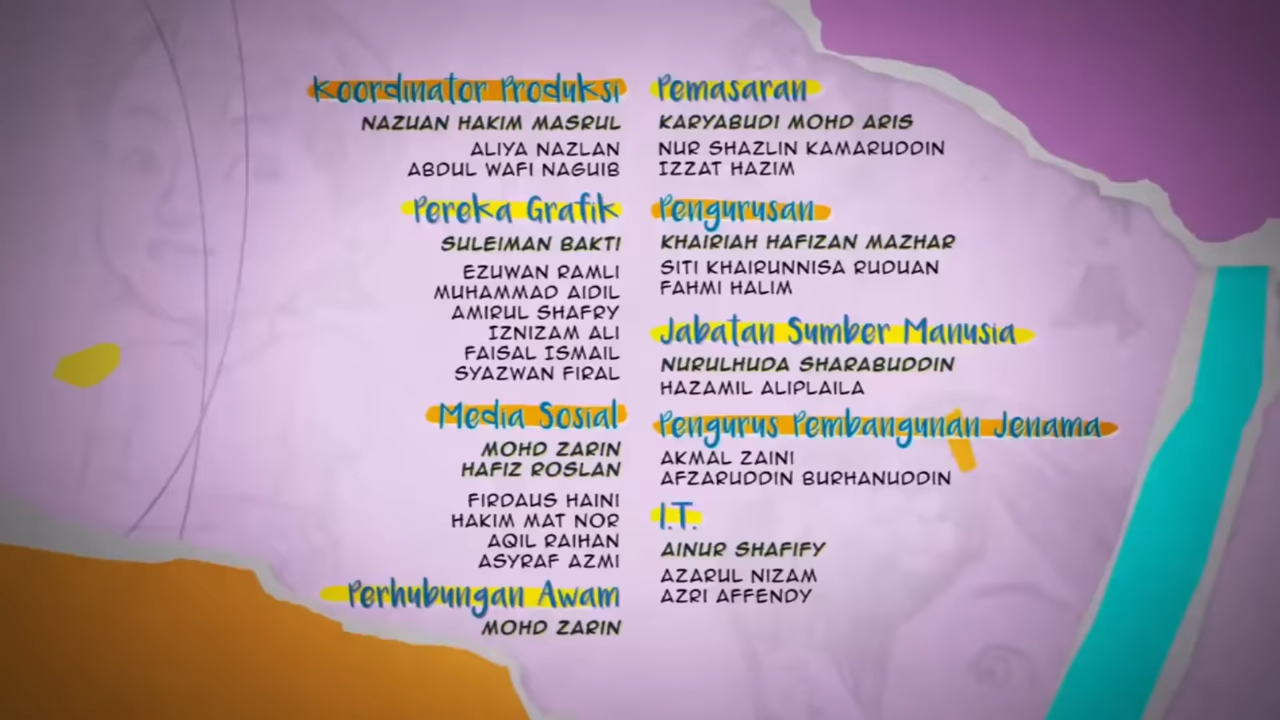 Koordinator Produksi
NAZUAN HAKIM MASRUL
ALIYA NAZLAN
ABDUL WAFI NAGUIB
Pereka Grafik
SULEIMAN BAKTI
EZUWAN RAMLI
MUHAMMAD AIDIL
AMIRUL SHAFRY
IZNIZAM ALI
FAISAL ISMAIL
SYAZWAN FIRAL
Media Sosial
MOHD ZARIN
HAFIZ ROSLAN
FIRDAUS HAINI
HAKIM MAT NOR
AQIL RAIHAN
ASYRAF AZMI
Perhubungan Awam
MOHD ZARIN
Pemasaran
KARYABUDI MOHD ARIS
NUR SHAZLIN KAMARUDDIN
IZZAT HAZIM
Pengurusan
KHAIRIAH HAFIZAN MAZHAR
SITI KHAIRUNNISA RUDUAN
FAHMI HALIM
Jabatan Sumber Manusia
NURULHUDA SHARABUDDIN
HAZAMIL ALIPLAILA
Pengurus Pembangunan Jenama
AKMAL ZAINI
AFZARUDDIN BURHANUDDIN
I.T.
AINUR SHAFIFY
AZARUL NIZAM
AZRI AFFENDY